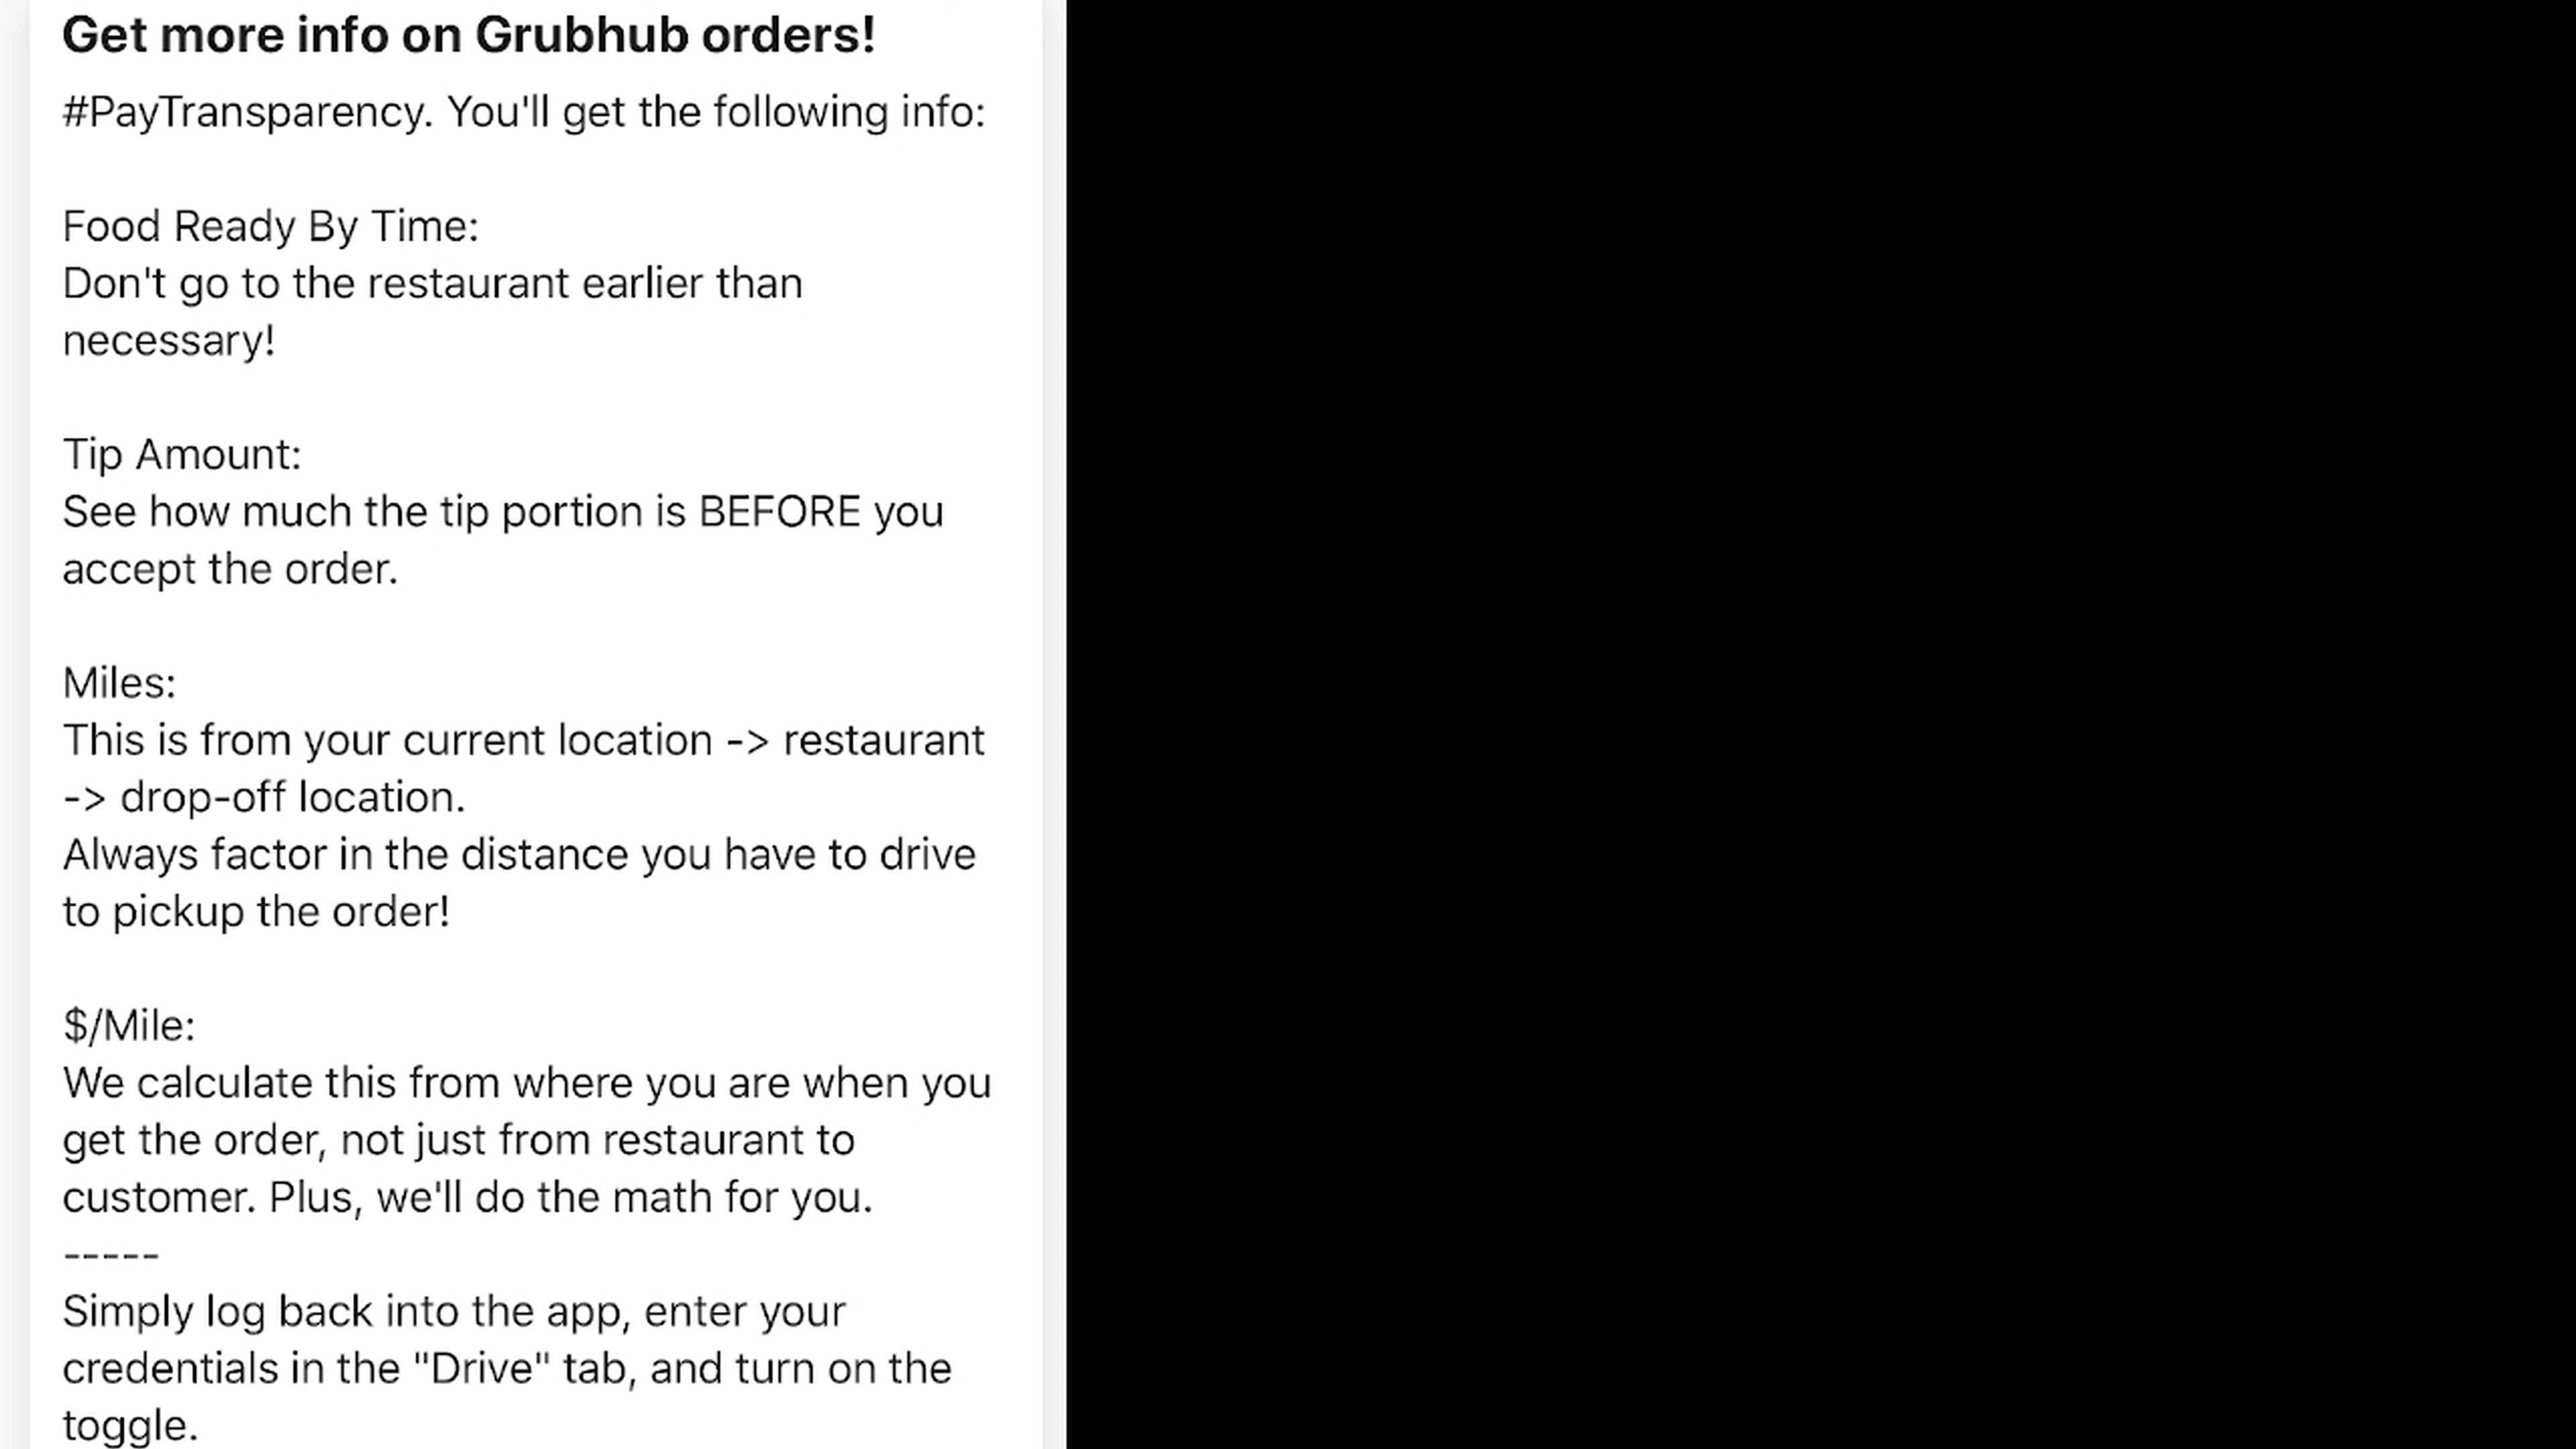 Get more info on Grubhub orders!
#PayTransparency. You'll get the following info:
Food Ready By Time:
Don't go to the restaurant earlier than
necessary!
Tip Amount:
See how much the tip portion is BEFORE you
accept the order.
Miles:
This is from your current location -> restaurant
-> drop-off location.
Always factor in the distance you have to drive
to pickup the order!
$/Mile:
We calculate this from where you are when you
get the order, not just from restaurant to
customer. Plus, we'll do the math for you.
-----
Simply log back into the app, enter your
credentials in the "Drive" tab, and turn on the
toggle.